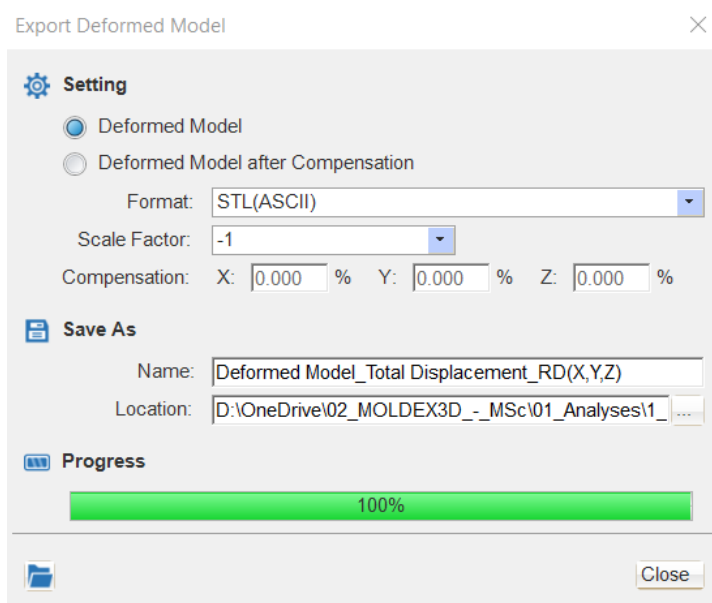 Export Deformed Model
Setting
Deformed Model
Deformed Model after Compensation
Format: STL(ASCII)
Scale Factor: -1
Compensation: X: 0.000 % Y: 0.000 % Z: 0.000 %
Save As
Name: Deformed Model_Total Displacement_RD(X,Y,Z)
Location: D:\OneDrive\02_MOLDEX3D_-_MSc\01_Analyses\1_ ...
Progress
100%
Close